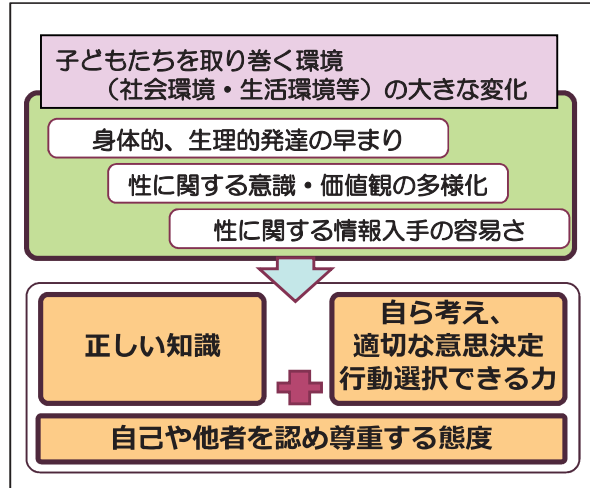 子どもたちを取り巻く環境
（社会環境・生活環境等）の大きな変化
身体的、生理的発達の早まり
性に関する意識・価値観の多様化
性に関する情報入手の容易さ
正しい知識
自ら考え、
適切な意思決定
行動選択できる力
自己や他者を認め尊重する態度